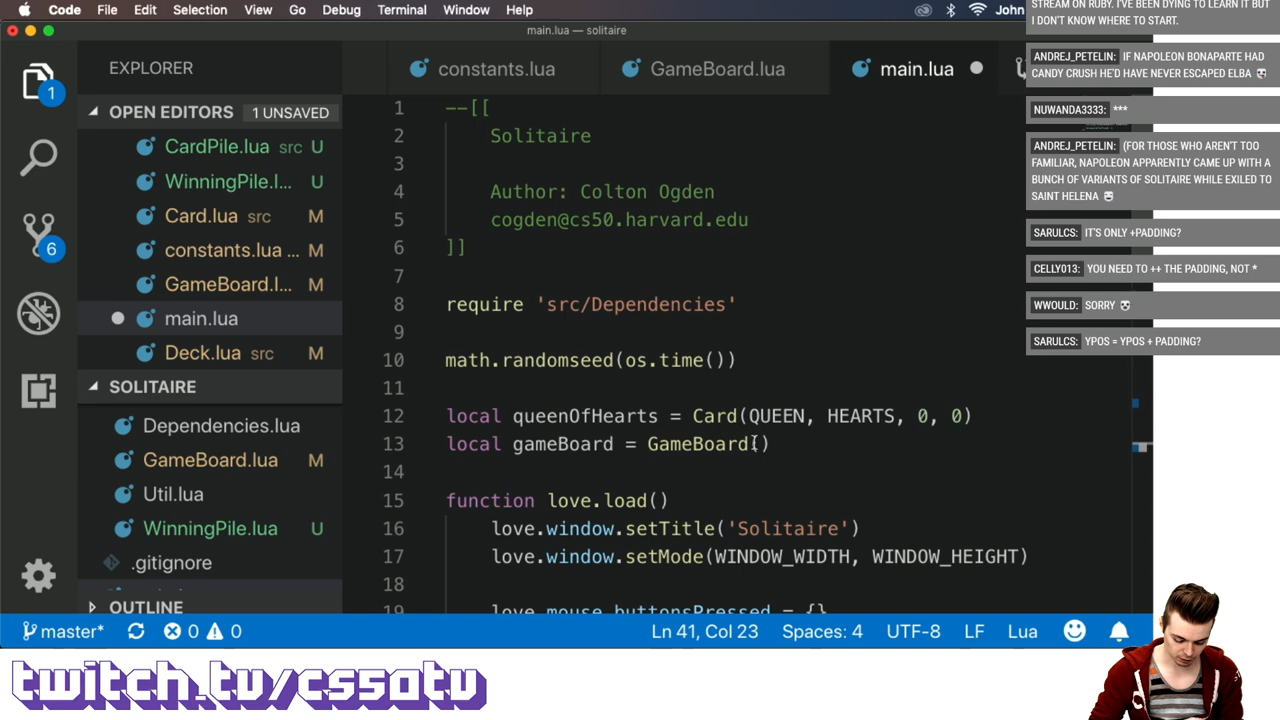 Code File Edit Selection View Go Debug Terminal Window Help John
main.lua — solitaire
EXPLORER
1
OPEN EDITORS 1 UNSAVED
CardPile.lua src U
WinningPile.l... U
Card.lua src M
constants.lua ... M
GameBoard.l... M
main.lua
Deck.lua src M
6
SOLITAIRE
Dependencies.lua
GameBoard.lua M
Util.lua
WinningPile.lua U
.gitignore
OUTLINE
constants.lua GameBoard.lua main.lua
1 --[[
2 Solitaire
3
4 Author: Colton Ogden
5 cogden@cs50.harvard.edu
6 ]]
7
8 require 'src/Dependencies'
9
10 math.randomseed(os.time())
11
12 local queenOfHearts = Card(QUEEN, HEARTS, 0, 0)
13 local gameBoard = GameBoard()
14
15 function love.load()
16 love.window.setTitle('Solitaire')
17 love.window.setMode(WINDOW_WIDTH, WINDOW_HEIGHT)
18
19 love.mouse.buttonsPressed = {}
master* 0 0 Ln 41, Col 23 Spaces: 4 UTF-8 LF Lua
STREAM ON RUBY. I'VE BEEN DYING TO LEARN IT BUT
I DON'T KNOW WHERE TO START.
ANDREJ_PETELIN: IF NAPOLEON BONAPARTE HAD
CANDY CRUSH HE'D HAVE NEVER ESCAPED ELBA
NUWANDA3333: ***
ANDREJ_PETELIN: (FOR THOSE WHO AREN'T TOO
FAMILIAR, NAPOLEON APPARENTLY CAME UP WITH A
BUNCH OF VARIANTS OF SOLITAIRE WHILE EXILED TO
SAINT HELENA
SARULCS: IT'S ONLY +PADDING?
CELLY013: YOU NEED TO ++ THE PADDING, NOT *
WWOULD: SORRY
SARULCS: YPOS = YPOS + PADDING?
twitch.tv/cs50tv